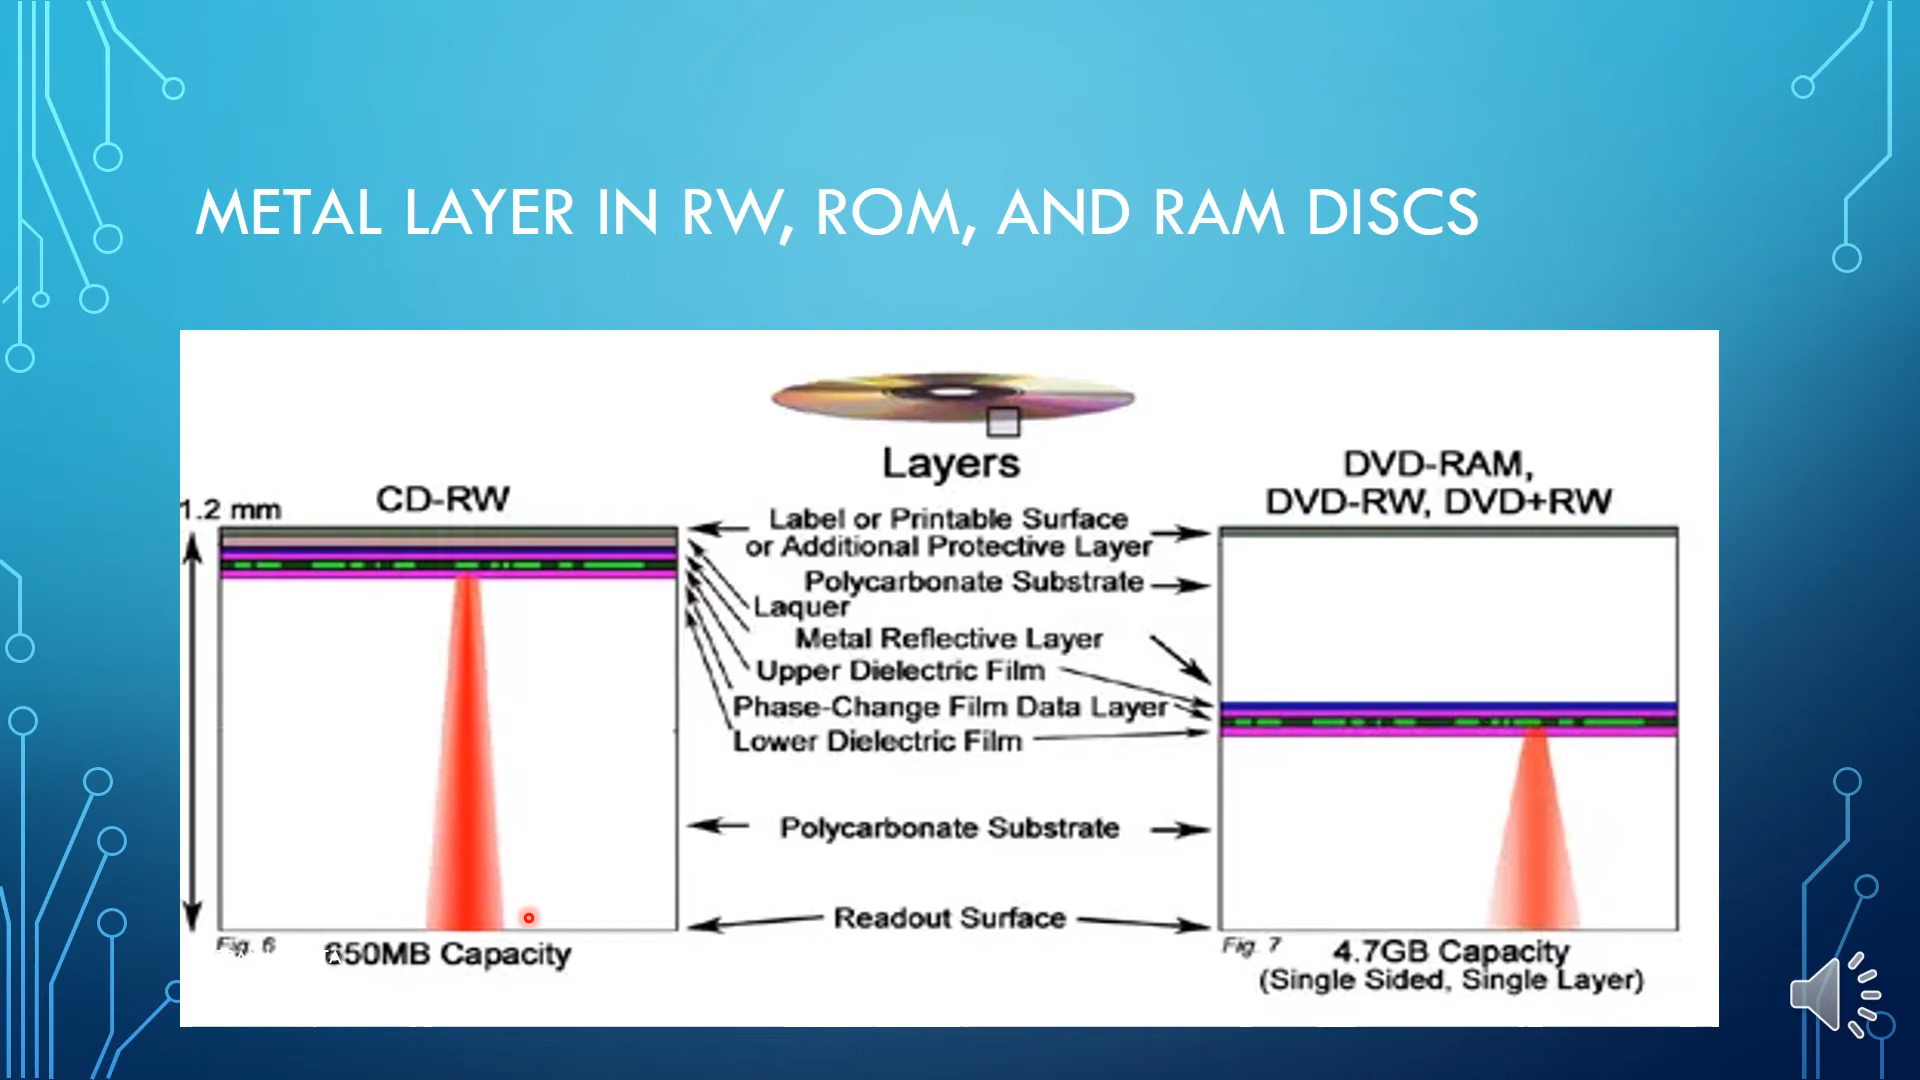 METAL LAYER IN RW, ROM, AND RAM DISCS
Layers
1.2 mm
CD-RW
DVD-RAM,
DVD-RW, DVD+RW
Label or Printable Surface
or Additional Protective Layer
Polycarbonate Substrate
Laquer
Metal Reflective Layer
Upper Dielectric Film
Phase-Change Film Data Layer
Lower Dielectric Film
Polycarbonate Substrate
Readout Surface
Fig. 6
650MB Capacity
Fig. 7
4.7GB Capacity
(Single Sided, Single Layer)